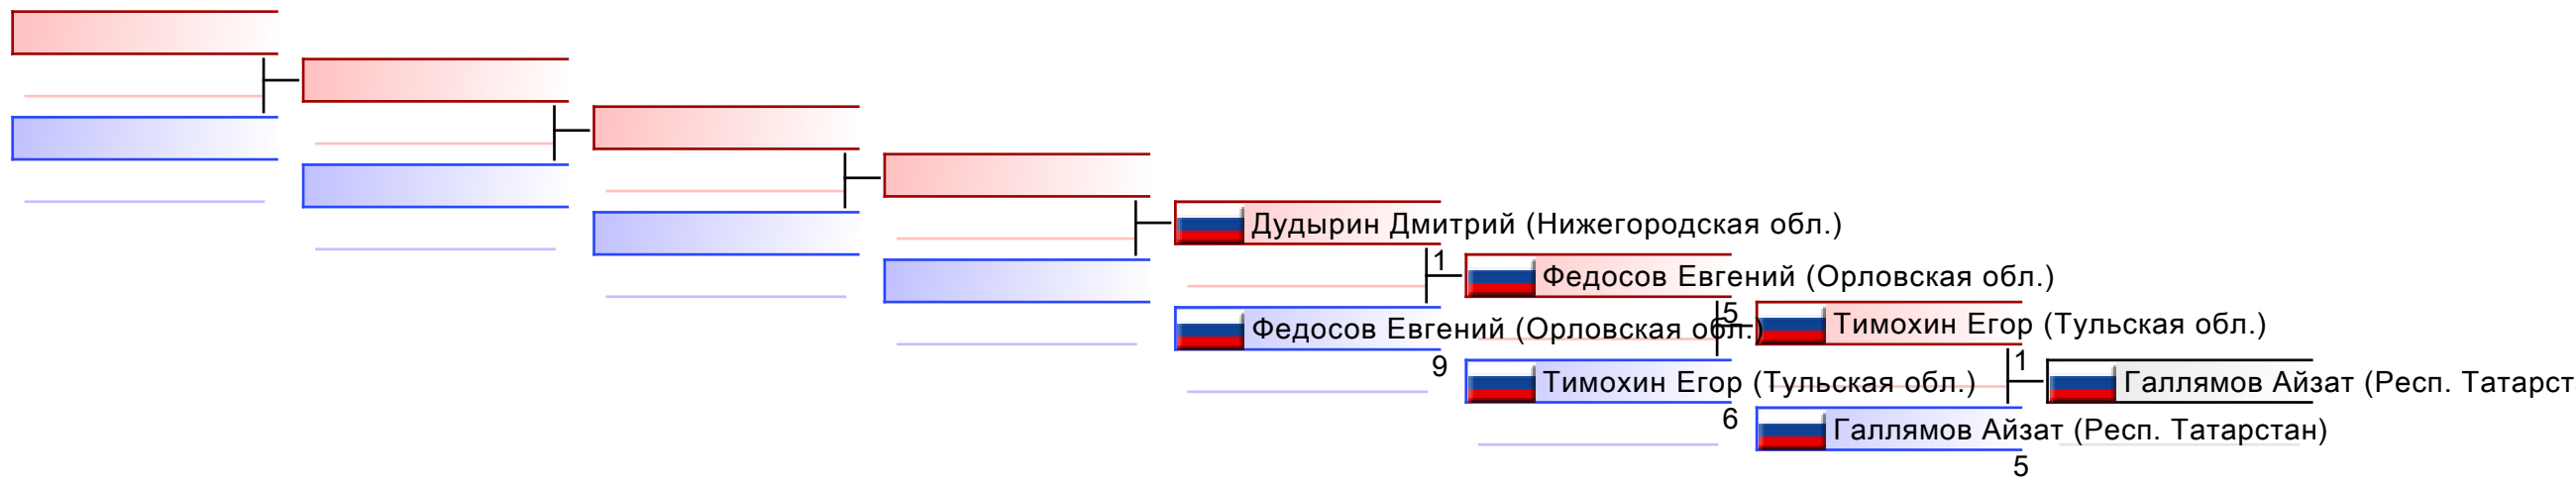 Дудырин Дмитрий (Нижегородская обл.)
1
Федосов Евгений (Орловская обл.)
Федосов Евгений (Орловская обл.)
9
5
Тимохин Егор (Тульская обл.)
Тимохин Егор (Тульская обл.)
6
1
Галлямов Айзат (Респ. Татарст
Галлямов Айзат (Респ. Татарстан)
5